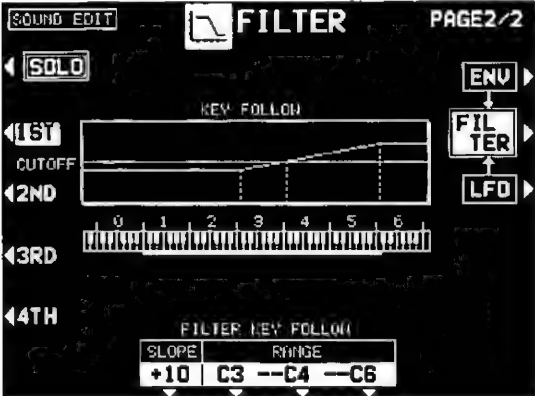 SOUND EDIT FILTER PAGE2/2
SOLO
ENV
KEY FOLLOW
1ST
FIL
TER
CUTOFF
2ND
LFO
0 1 2 3 4 5 6
3RD
4TH
FILTER KEY FOLLOW
SLOPE RANGE
+10 C3 --C4 --C6